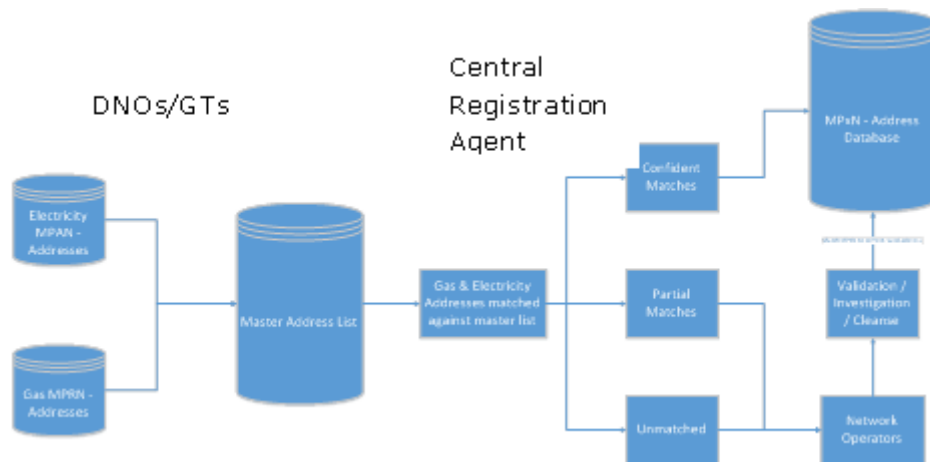 DNOs/GTs
Central
Registration
Agent
MPxN - Address
Database
Electricity
MPAN -
Addresses
Master Address List
Gas MPRN -
Addresses
Gas & Electricity
Addresses matched
against master list
Confident
Matches
Partial
Matches
Unmatched
Validation /
Investigation
/ Cleanse
Network
Operators